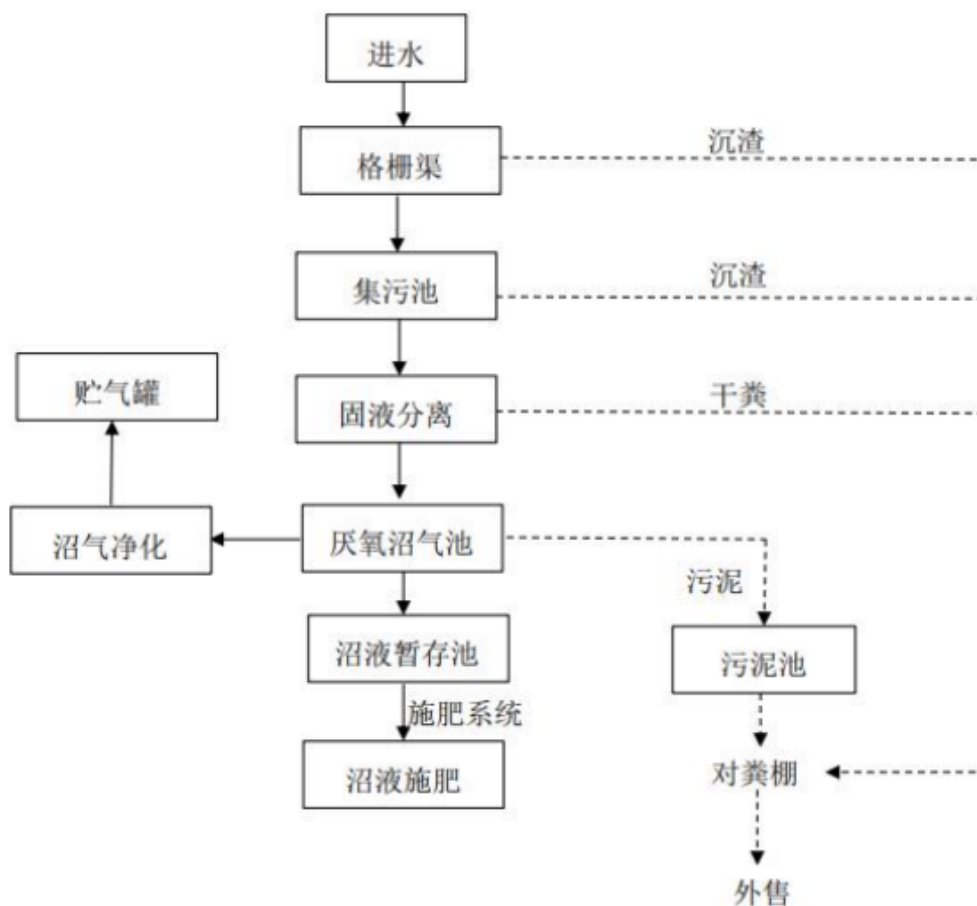 进水
格栅渠
沉渣
集污池
沉渣
贮气罐
固液分离
干粪
沼气净化
厌氧沼气池
污泥
沼液暂存池
污泥池
施肥系统
沼液施肥
对粪棚
外售